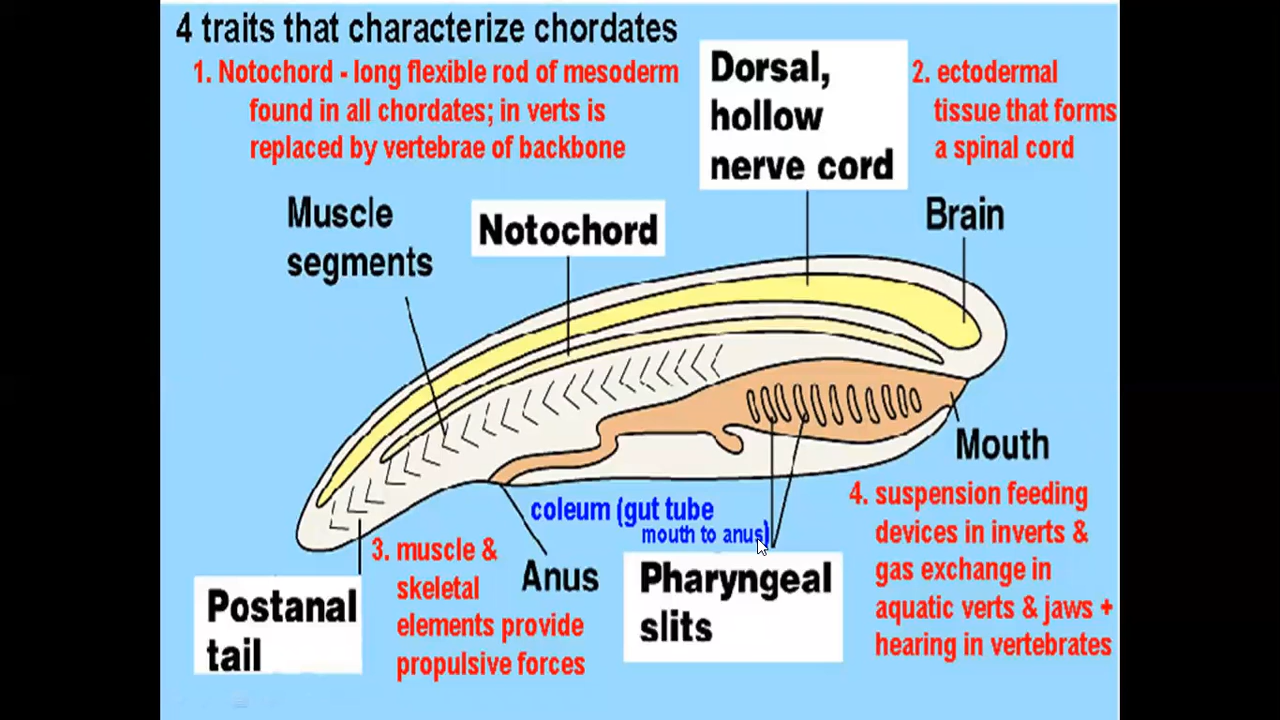 4 traits that characterize chordates
1. Notochord - long flexible rod of mesoderm
found in all chordates; in verts is
replaced by vertebrae of backbone
Dorsal,
hollow
nerve cord
2. ectodermal
tissue that forms
a spinal cord
Muscle
segments
Notochord
Brain
Mouth
coleum (gut tube
mouth to anus)
3. muscle &
skeletal
elements provide
propulsive forces
Anus
Postanal
tail
Pharyngeal
slits
4. suspension feeding
devices in inverts &
gas exchange in
aquatic verts & jaws +
hearing in vertebrates